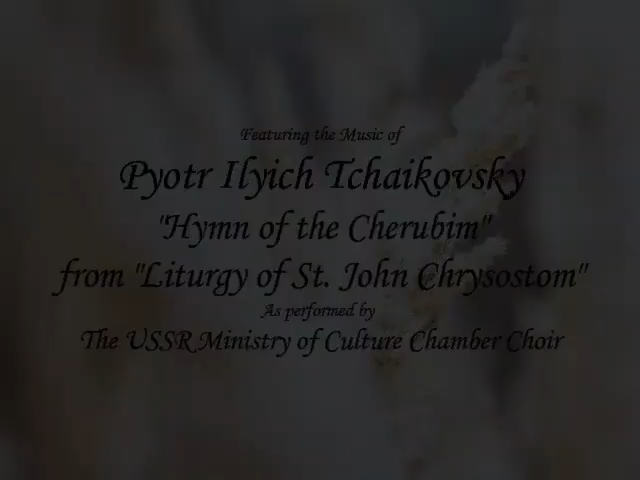 Featuring the Music of
Pyotr Ilyich Tchaikovsky
"Hymn of the Cherubim"
from "Liturgy of St. John Chrysostom"
As performed by
The USSR Ministry of Culture Chamber Choir